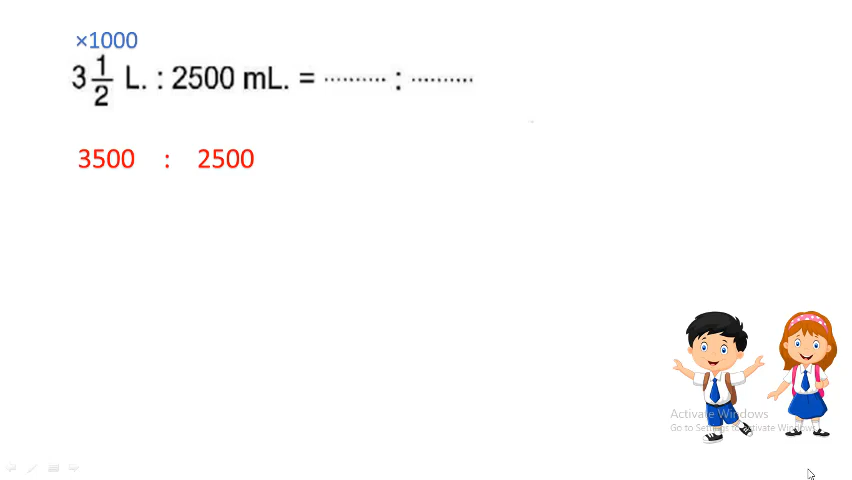 ×1000
3 1/2 L. : 2500 mL. = .......... : ..........
3500 : 2500
Activate Windows
Go to Settings to Activate Windows.